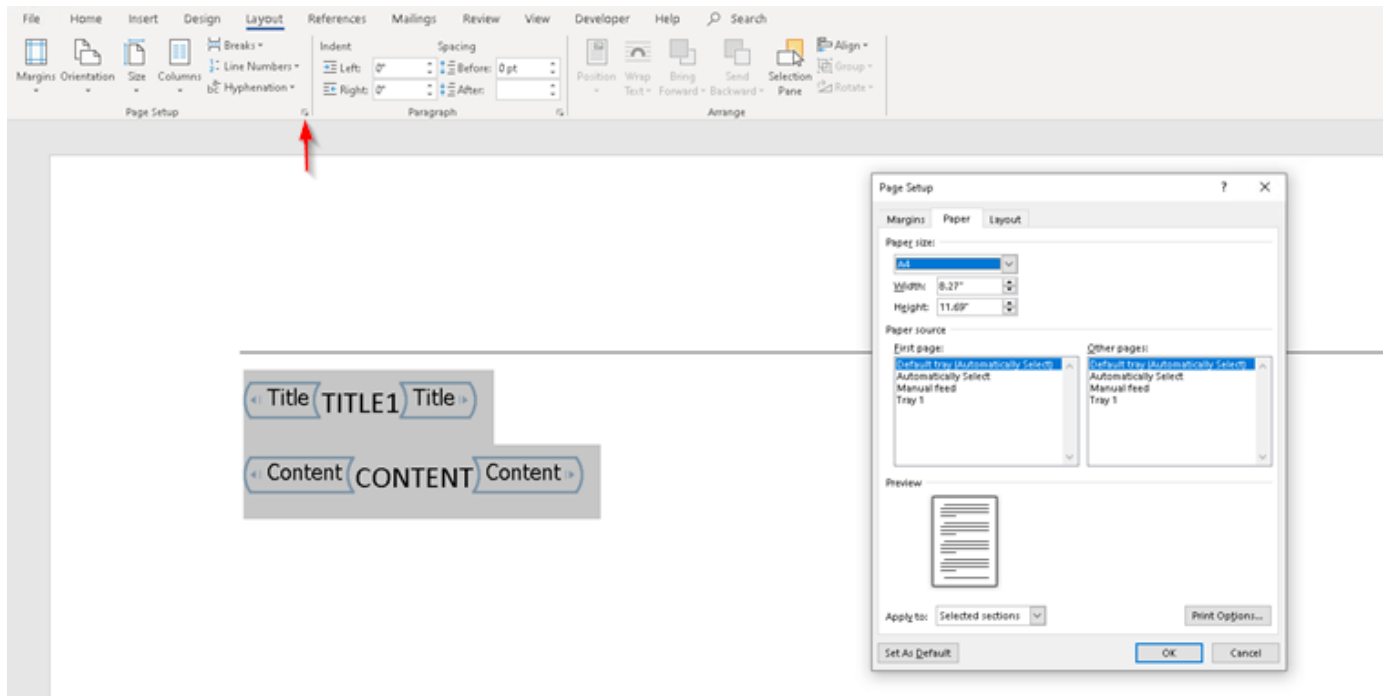 File Home Insert Design Layout References Mailings Review View Developer Help Search
Margins Orientation Size Columns
Breaks
Line Numbers
Hyphenation
Page Setup
Indent Spacing
Left: 0" Before: 0 pt
Right: 0" After:
Paragraph
Position Wrap Text Bring Forward Send Backward Selection Pane
Align
Group
Rotate
Arrange
Title TITLE1 Title
Content CONTENT Content
Page Setup ? X
Margins Paper Layout
Paper size:
A4
Width: 8.27"
Height: 11.69"
Paper source
First page: Other pages:
Default tray (Automatically Select) Default tray (Automatically Select)
Automatically Select Automatically Select
Manual feed Manual feed
Tray 1 Tray 1
Preview
Apply to: Selected sections Print Options...
Set As Default OK Cancel